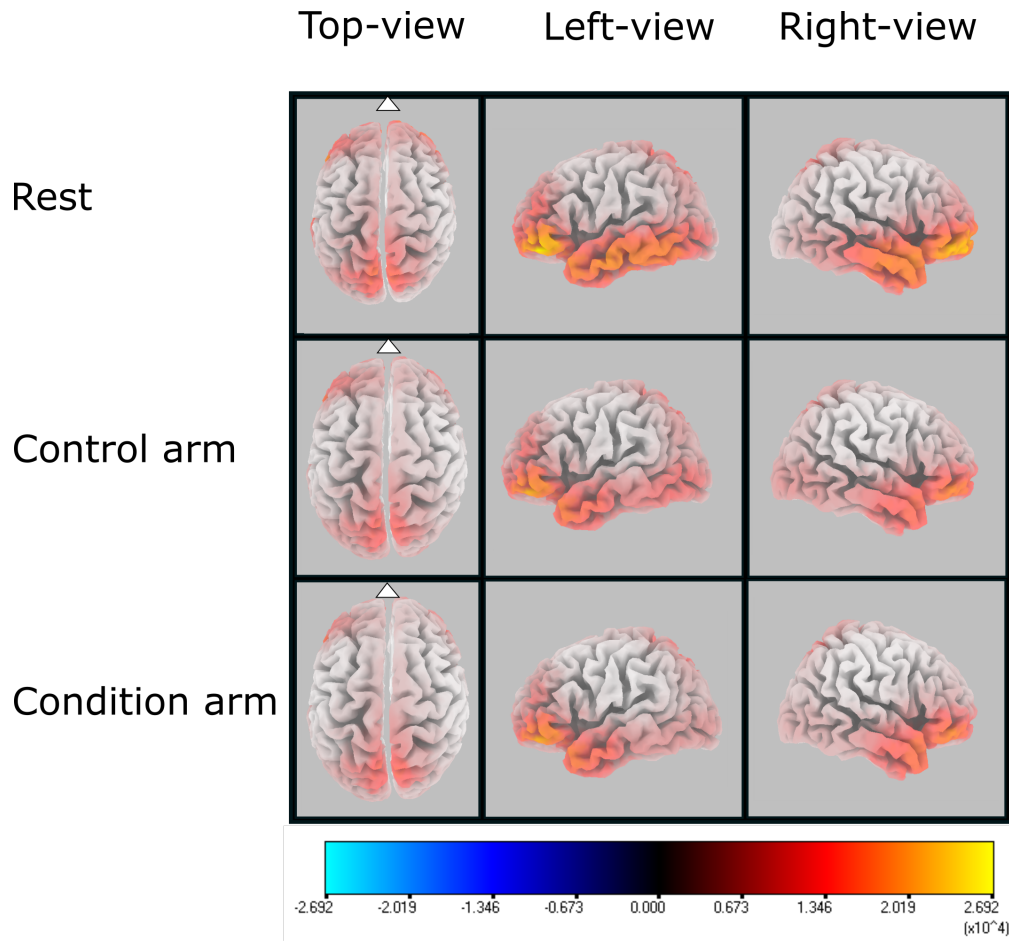 Top-view Left-view Right-view
Rest
Control arm
Condition arm
-2.692 -2.019 -1.346 -0.673 0.000 0.673 1.346 2.019 2.692
(x10^4)